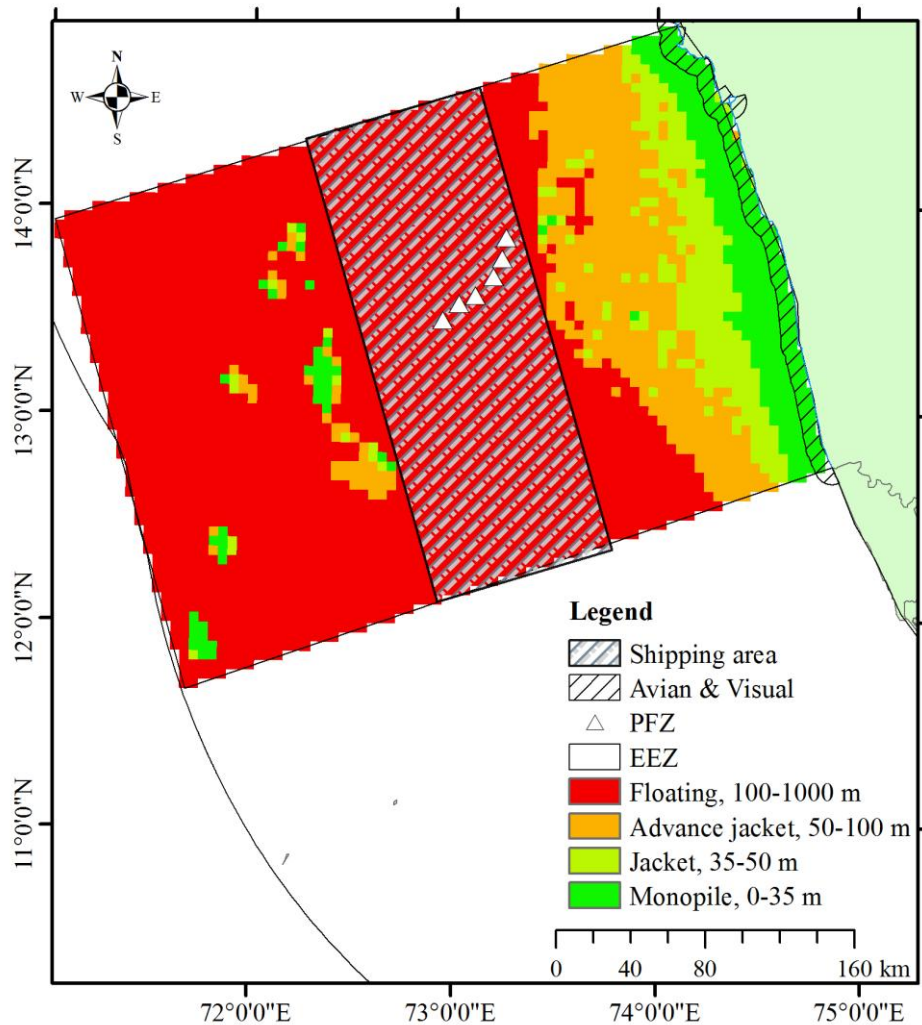 N
W E
S
14°0'0"N
13°0'0"N
12°0'0"N
11°0'0"N
Legend
Shipping area
Avian & Visual
PFZ
EEZ
Floating, 100-1000 m
Advance jacket, 50-100 m
Jacket, 35-50 m
Monopile, 0-35 m
0 40 80 160 km
72°0'0"E 73°0'0"E 74°0'0"E 75°0'0"E